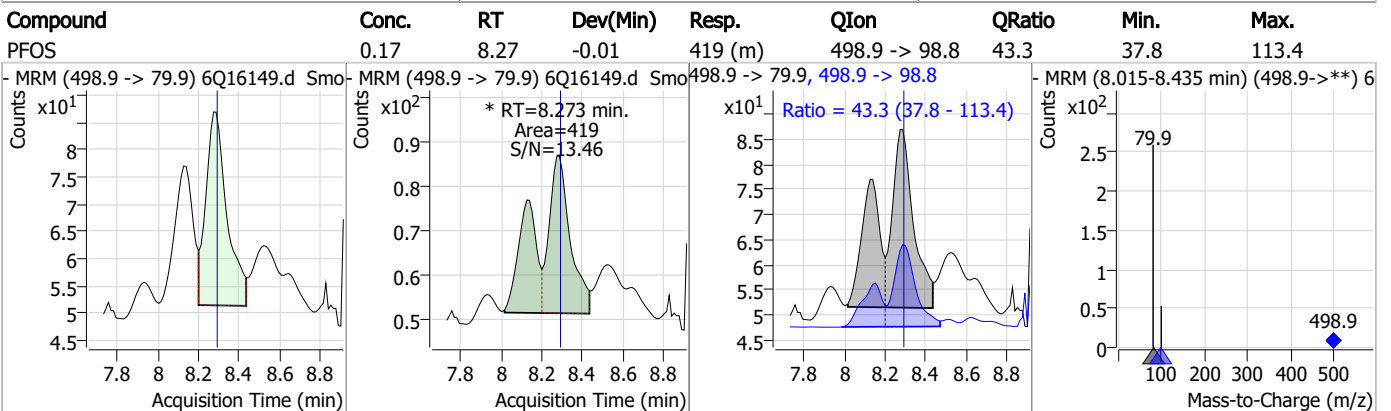 Compound Conc. RT Dev(Min) Resp. QIon QRatio Min. Max.
PFOS 0.17 8.27 -0.01 419 (m) 498.9 -> 98.8 43.3 37.8 113.4
- MRM (498.9 -> 79.9) 6Q16149.d Smo
Counts
x10¹
8
7.5
7
6.5
6
5.5
5
4.5
7.8 8 8.2 8.4 8.6 8.8
Acquisition Time (min)
- MRM (498.9 -> 79.9) 6Q16149.d Smo
Counts
x10²
* RT=8.273 min.
Area=419
S/N=13.46
0.9
0.8
0.7
0.6
0.5
7.8 8 8.2 8.4 8.6 8.8
Acquisition Time (min)
498.9 -> 79.9, 498.9 -> 98.8
Counts
x10¹
Ratio = 43.3 (37.8 - 113.4)
8.5
8
7.5
7
6.5
6
5.5
5
4.5
7.8 8 8.2 8.4 8.6 8.8
Acquisition Time (min)
- MRM (8.015-8.435 min) (498.9->**) 6
Counts
x10²
79.9
2.5
2
1.5
1
0.5
0
498.9
100 200 300 400 500
Mass-to-Charge (m/z)